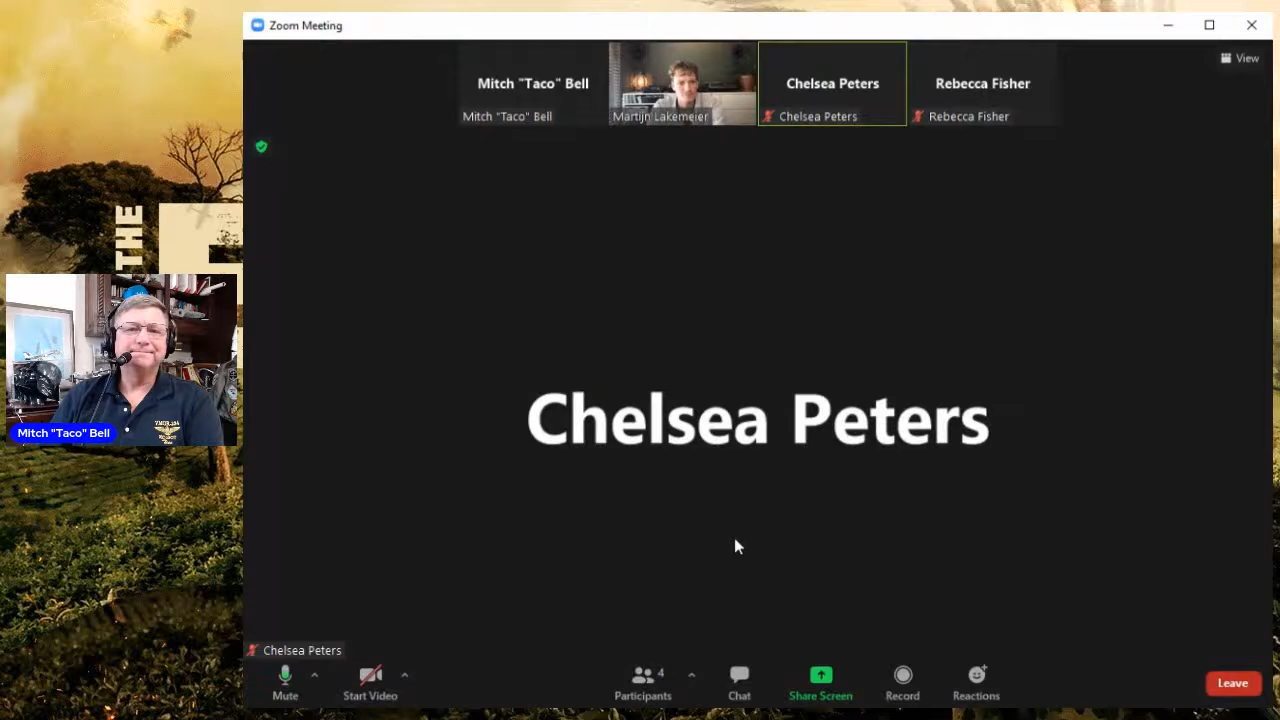 Zoom Meeting
View
Mitch "Taco" Bell
Mitch "Taco" Bell
Martijn Lakemeier
Chelsea Peters
Chelsea Peters
Rebecca Fisher
Rebecca Fisher
THE
Mitch "Taco" Bell
Chelsea Peters
Chelsea Peters
Mute
Start Video
4
Participants
Chat
Share Screen
Record
Reactions
Leave